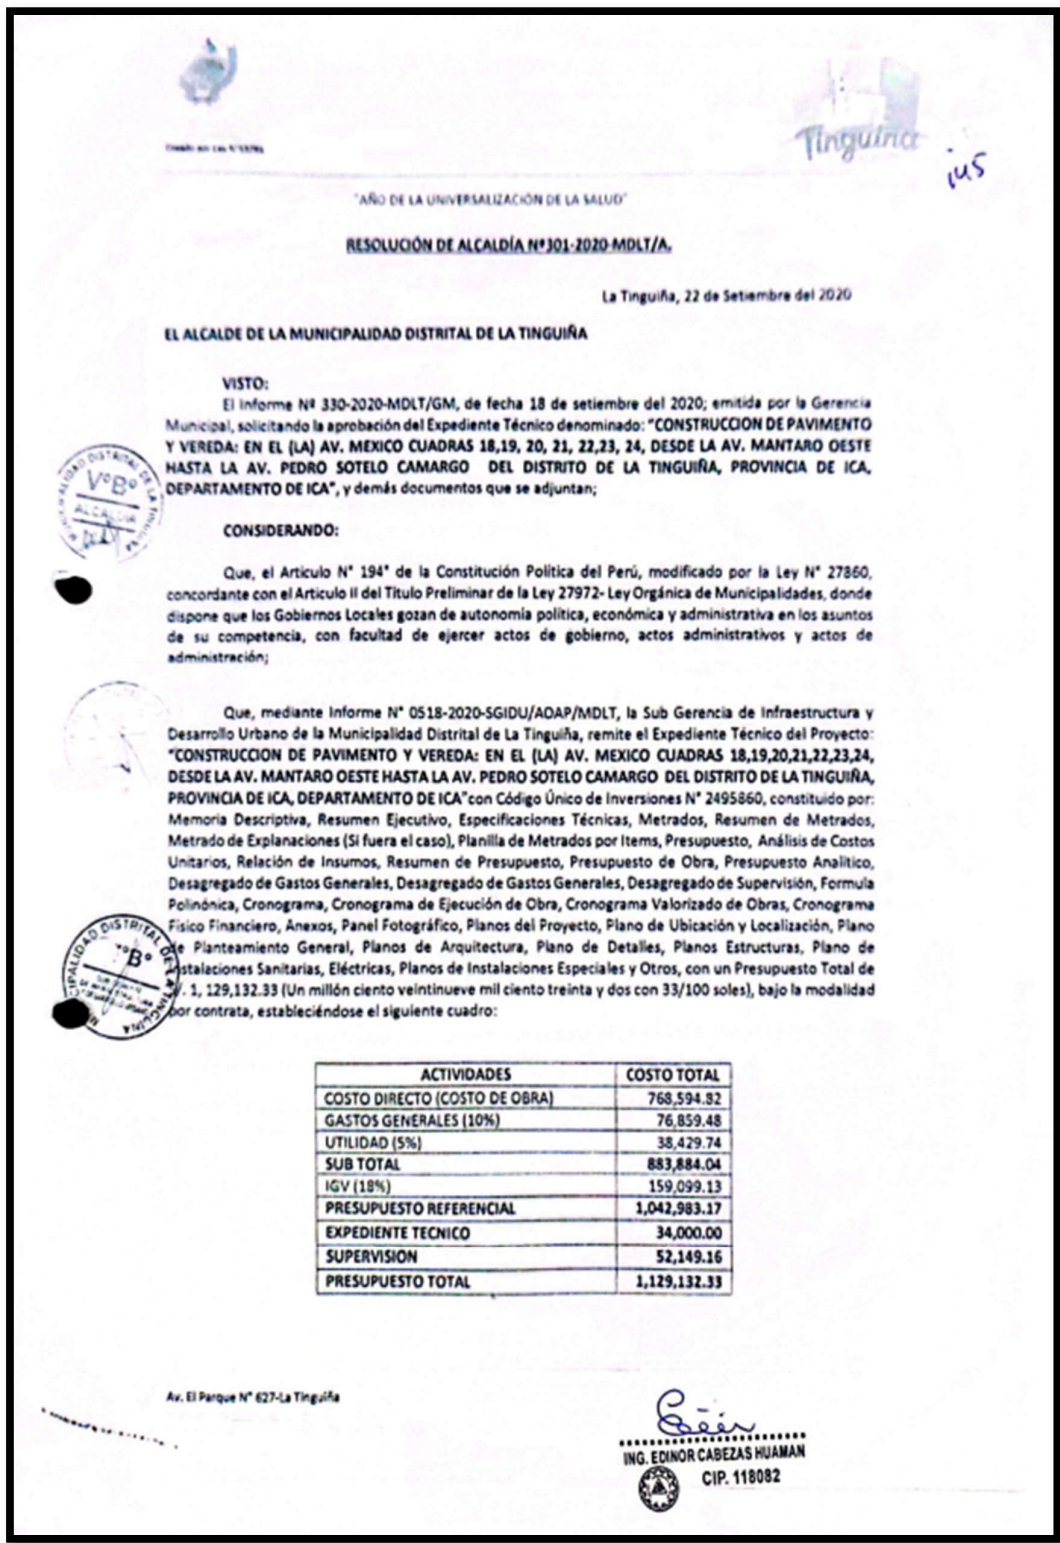 Creado por Ley N°13791
Tinguiña
145
"AÑO DE LA UNIVERSALIZACIÓN DE LA SALUD"
RESOLUCIÓN DE ALCALDÍA Nº301-2020-MDLT/A.
La Tinguiña, 22 de Setiembre del 2020
EL ALCALDE DE LA MUNICIPALIDAD DISTRITAL DE LA TINGUIÑA
VISTO:
El Informe Nº 330-2020-MDLT/GM, de fecha 18 de setiembre del 2020; emitida por la Gerencia
Municipal, solicitando la aprobación del Expediente Técnico denominado: "CONSTRUCCION DE PAVIMENTO
Y VEREDA: EN EL (LA) AV. MEXICO CUADRAS 18,19, 20, 21, 22,23, 24, DESDE LA AV. MANTARO OESTE
HASTA LA AV. PEDRO SOTELO CAMARGO DEL DISTRITO DE LA TINGUIÑA, PROVINCIA DE ICA,
DEPARTAMENTO DE ICA", y demás documentos que se adjuntan;
MUNICIPALIDAD DISTRITAL DE LA TINGUIÑA
V°B°
ALCALDIA
CONSIDERANDO:
Que, el Articulo N° 194° de la Constitución Política del Perú, modificado por la Ley N° 27860,
concordante con el Articulo II del Titulo Preliminar de la Ley 27972- Ley Orgánica de Municipalidades, donde
dispone que los Gobiernos Locales gozan de autonomía política, económica y administrativa en los asuntos
de su competencia, con facultad de ejercer actos de gobierno, actos administrativos y actos de
administración;
Que, mediante Informe N° 0518-2020-SGIDU/AOAP/MDLT, la Sub Gerencia de Infraestructura y
Desarrollo Urbano de la Municipalidad Distrital de La Tinguiña, remite el Expediente Técnico del Proyecto:
"CONSTRUCCION DE PAVIMENTO Y VEREDA: EN EL (LA) AV. MEXICO CUADRAS 18,19,20,21,22,23,24,
DESDE LA AV. MANTARO OESTE HASTA LA AV. PEDRO SOTELO CAMARGO DEL DISTRITO DE LA TINGUIÑA,
PROVINCIA DE ICA, DEPARTAMENTO DE ICA"con Código Único de Inversiones N° 2495860, constituido por:
Memoria Descriptiva, Resumen Ejecutivo, Especificaciones Técnicas, Metrados, Resumen de Metrados,
Metrado de Explanaciones (Si fuera el caso), Planilla de Metrados por Items, Presupuesto, Análisis de Costos
Unitarios, Relación de Insumos, Resumen de Presupuesto, Presupuesto de Obra, Presupuesto Analítico,
Desagregado de Gastos Generales, Desagregado de Gastos Generales, Desagregado de Supervisión, Formula
Polinónica, Cronograma, Cronograma de Ejecución de Obra, Cronograma Valorizado de Obras, Cronograma
Fisico Financiero, Anexos, Panel Fotográfico, Planos del Proyecto, Plano de Ubicación y Localización, Plano
de Planteamiento General, Planos de Arquitectura, Plano de Detalles, Planos Estructuras, Plano de
Instalaciones Sanitarias, Eléctricas, Planos de Instalaciones Especiales y Otros, con un Presupuesto Total de
. 1, 129,132.33 (Un millón ciento veintinueve mil ciento treinta y dos con 33/100 soles), bajo la modalidad
por contrata, estableciéndose el siguiente cuadro:
MUNICIPALIDAD DISTRITAL DE LA TINGUIÑA
V°B°
ACTIVIDADES COSTO TOTAL
COSTO DIRECTO (COSTO DE OBRA) 768,594.82
GASTOS GENERALES (10%) 76,859.48
UTILIDAD (5%) 38,429.74
SUB TOTAL 883,884.04
IGV (18%) 159,099.13
PRESUPUESTO REFERENCIAL 1,042,983.17
EXPEDIENTE TECNICO 34,000.00
SUPERVISION 52,149.16
PRESUPUESTO TOTAL 1,129,132.33
Av. El Parque N° 627-La Tinguiña
ING. EDINOR CABEZAS HUAMAN
CIP. 118082